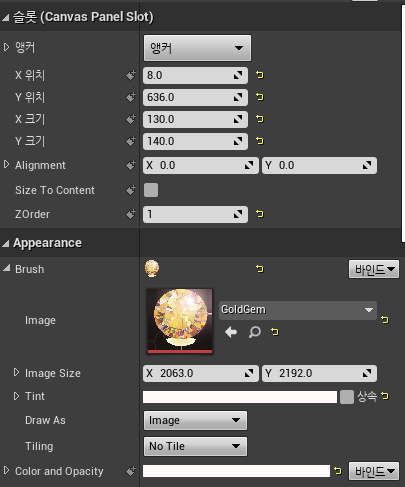 슬롯 (Canvas Panel Slot)
앵커 앵커
X 위치 8.0
Y 위치 636.0
X 크기 130.0
Y 크기 140.0
Alignment X 0.0 Y 0.0
Size To Content
ZOrder 1
Appearance
Brush 바인드
Image GoldGem
Image Size X 2063.0 Y 2192.0
Tint 상속
Draw As Image
Tiling No Tile
Color and Opacity 바인드